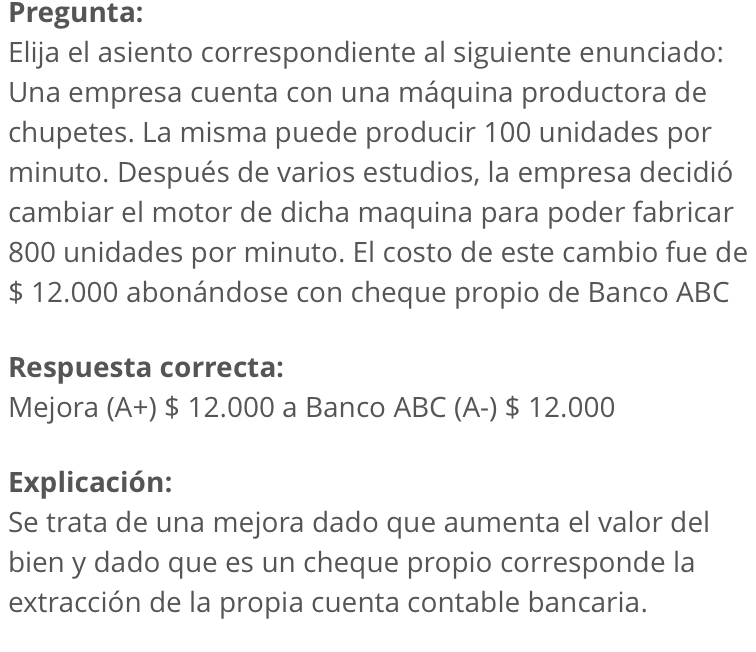 Pregunta:
Elija el asiento correspondiente al siguiente enunciado:
Una empresa cuenta con una máquina productora de
chupetes. La misma puede producir 100 unidades por
minuto. Después de varios estudios, la empresa decidió
cambiar el motor de dicha maquina para poder fabricar
800 unidades por minuto. El costo de este cambio fue de
$ 12.000 abonándose con cheque propio de Banco ABC
Respuesta correcta:
Mejora (A+) $ 12.000 a Banco ABC (A-) $ 12.000
Explicación:
Se trata de una mejora dado que aumenta el valor del
bien y dado que es un cheque propio corresponde la
extracción de la propia cuenta contable bancaria.